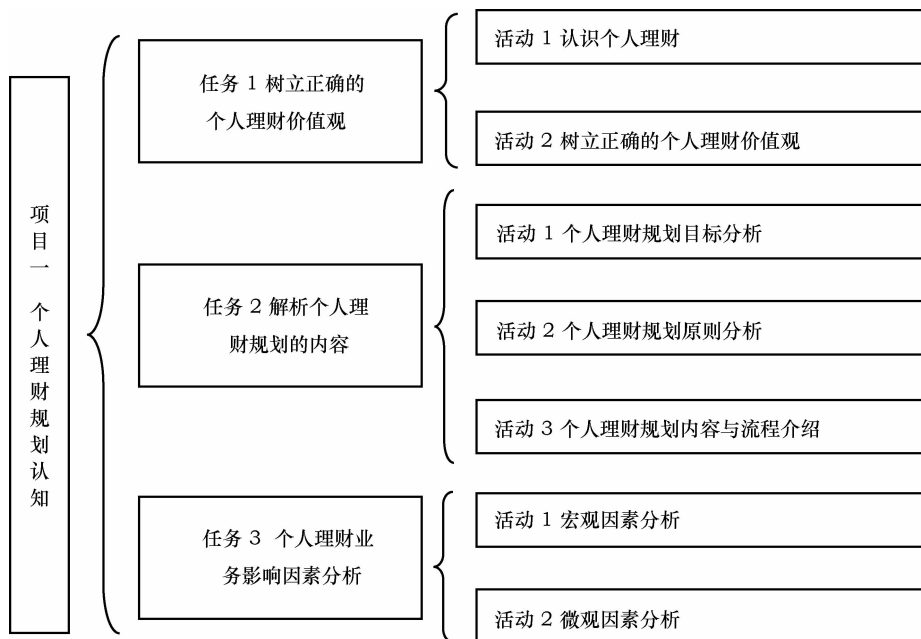 项目一 个人理财规划认知
任务 1 树立正确的
个人理财价值观
活动 1 认识个人理财
活动 2 树立正确的个人理财价值观
任务 2 解析个人理
财规划的内容
活动 1 个人理财规划目标分析
活动 2 个人理财规划原则分析
活动 3 个人理财规划内容与流程介绍
任务 3 个人理财业
务影响因素分析
活动 1 宏观因素分析
活动 2 微观因素分析